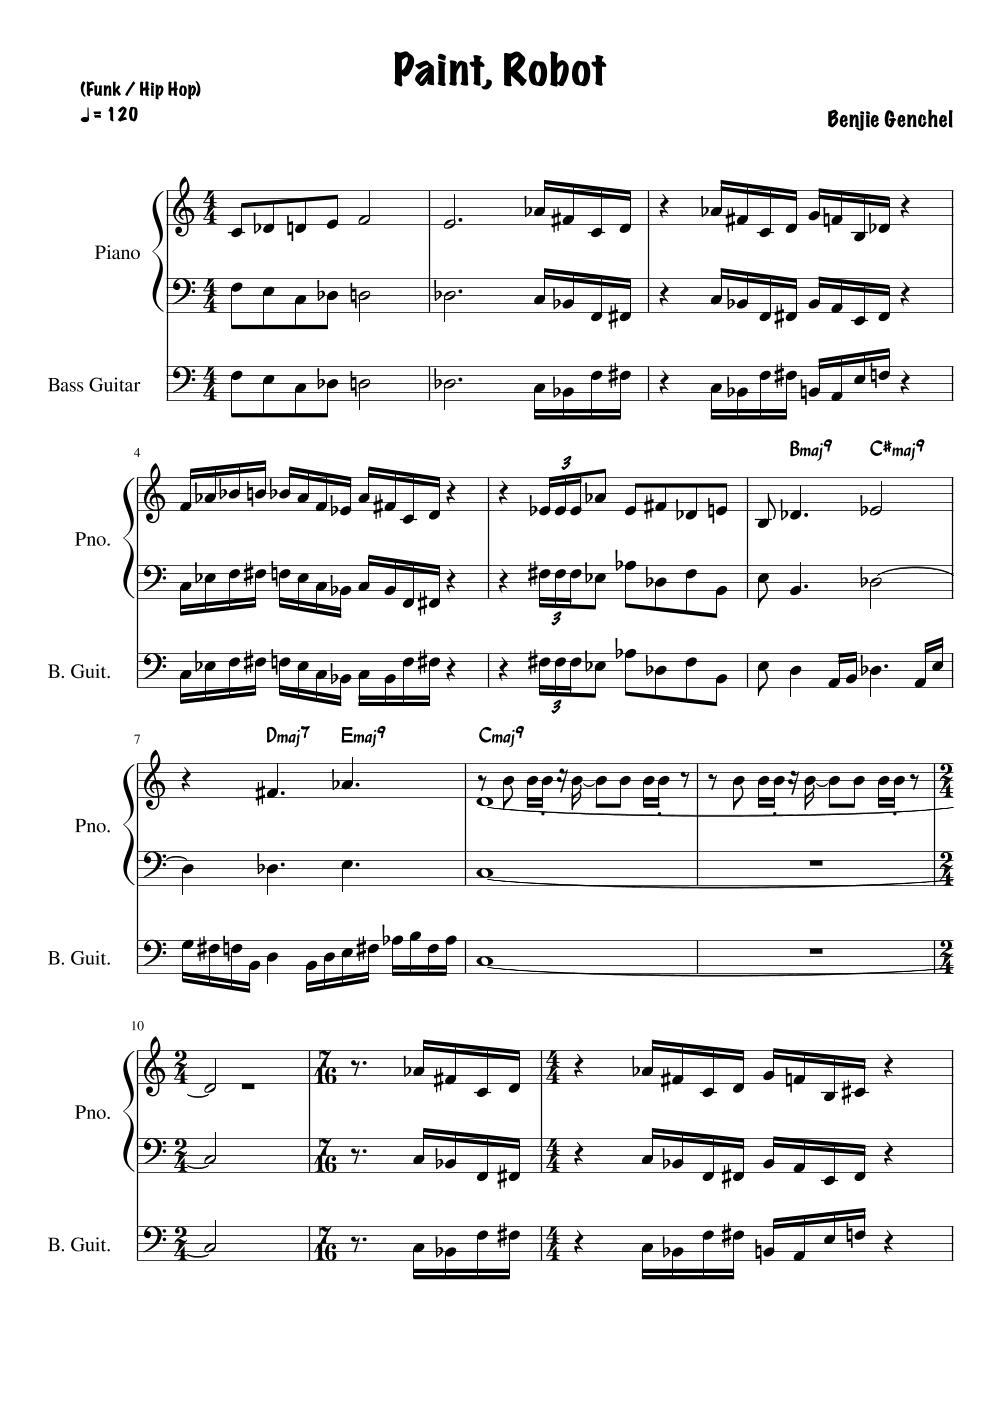 Paint, Robot
(Funk / Hip Hop)
♩ = 120
Benjie Genchel
Piano
Bass Guitar
4
3
Bmaj9 C#maj9
Pno.
3
B. Guit.
3
7
Dmaj7 Emaj9 Cmaj9
Pno.
B. Guit.
10
Pno.
B. Guit.